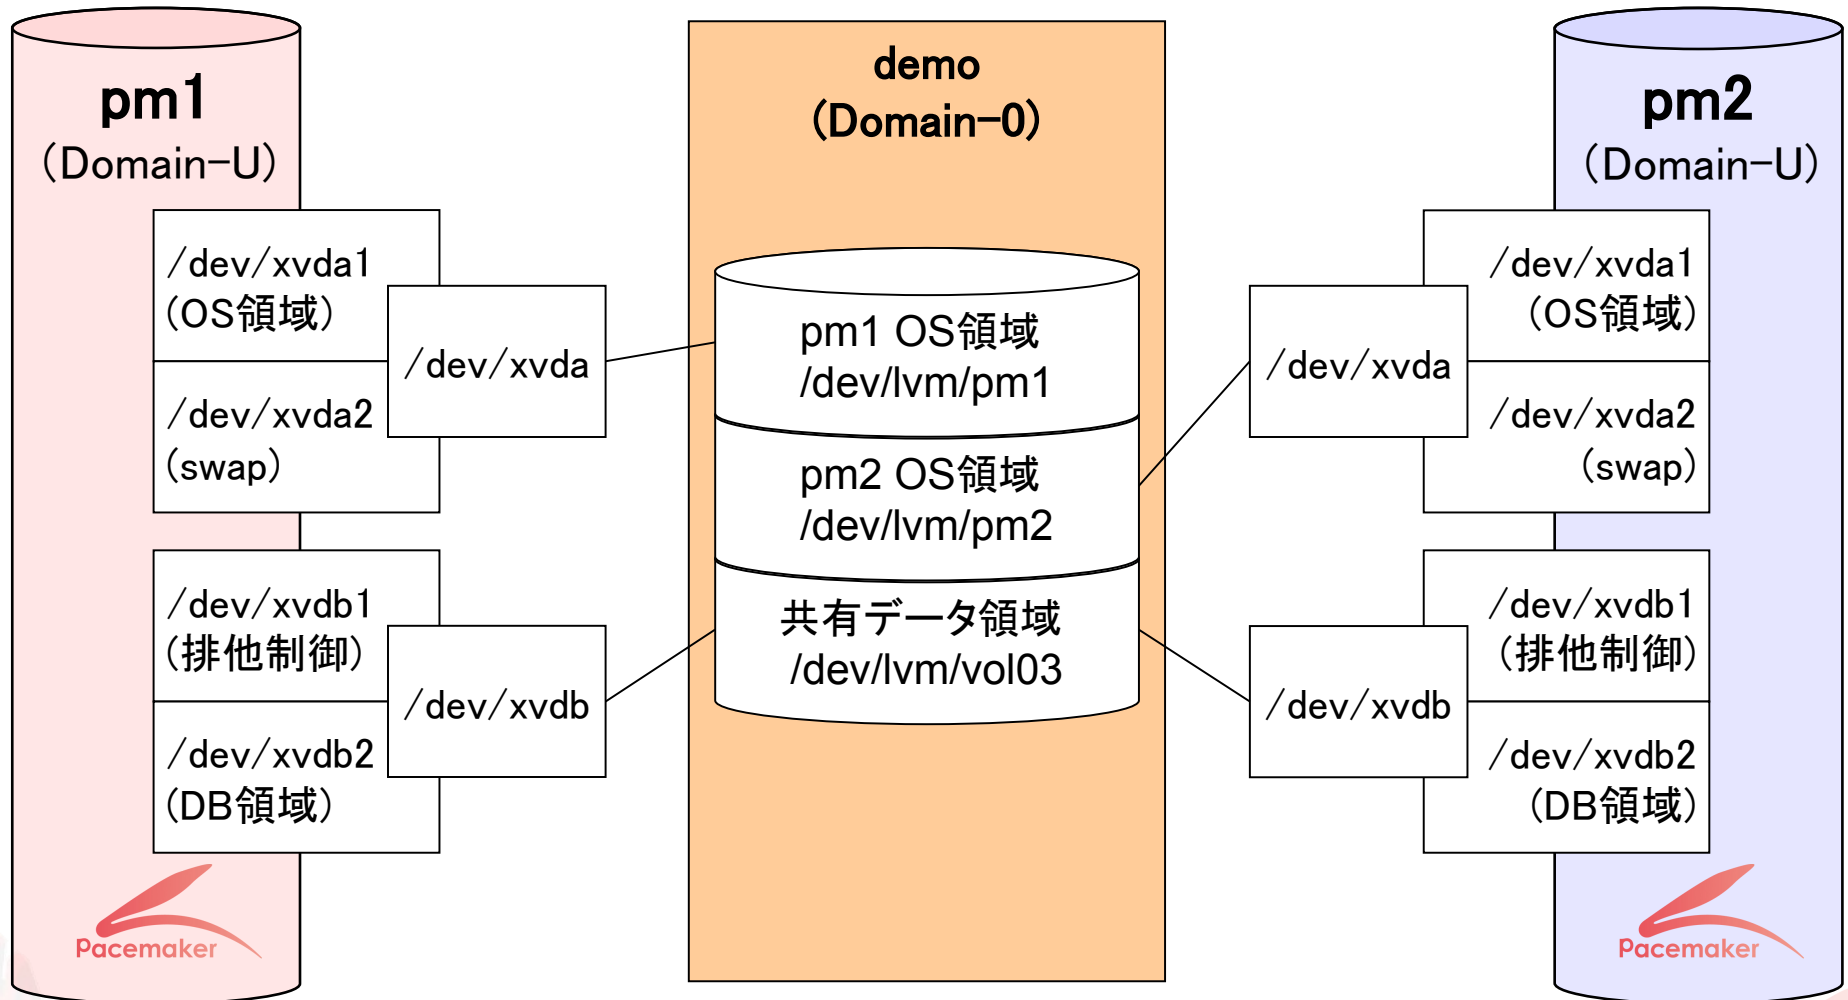 pm1
(Domain-U)
/dev/xvda1
(OS領域)
/dev/xvda2
(swap)
/dev/xvda
/dev/xvdb1
(排他制御)
/dev/xvdb2
(DB領域)
/dev/xvdb
Pacemaker
demo
(Domain-0)
pm1 OS領域
/dev/lvm/pm1
pm2 OS領域
/dev/lvm/pm2
共有データ領域
/dev/lvm/vol03
pm2
(Domain-U)
/dev/xvda
/dev/xvda1
(OS領域)
/dev/xvda2
(swap)
/dev/xvdb
/dev/xvdb1
(排他制御)
/dev/xvdb2
(DB領域)
Pacemaker